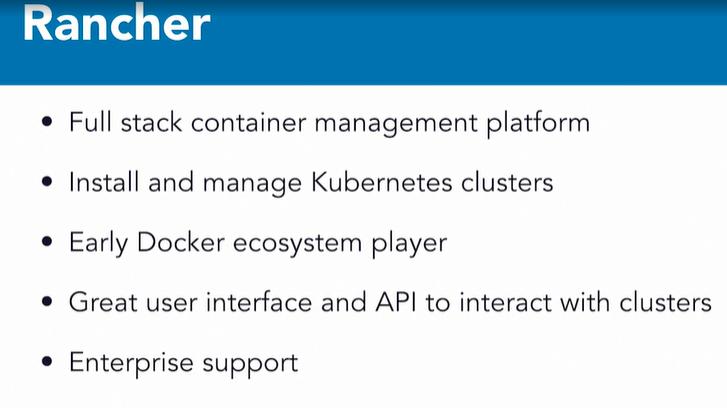 Rancher
• Full stack container management platform
• Install and manage Kubernetes clusters
• Early Docker ecosystem player
• Great user interface and API to interact with clusters
• Enterprise support